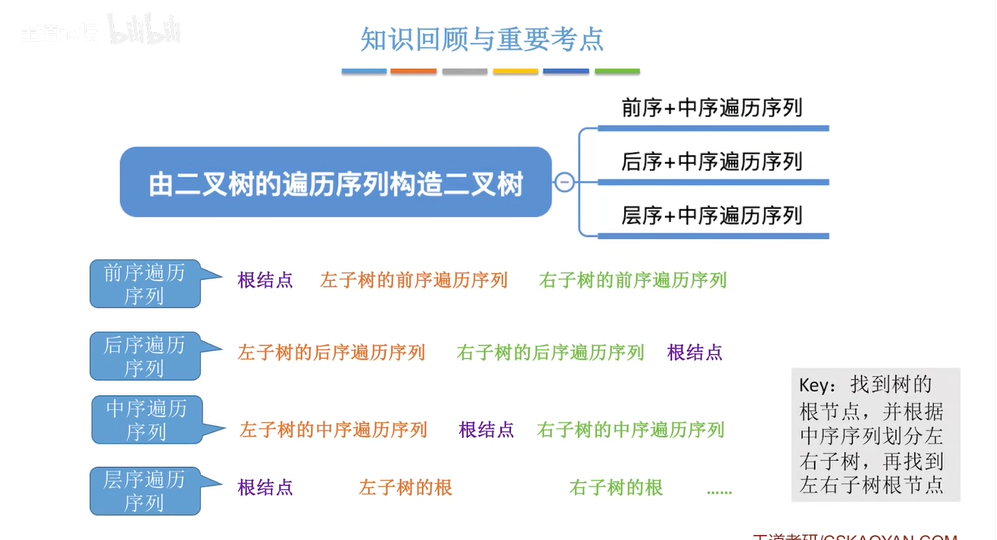 bilibili
知识回顾与重要考点
前序+中序遍历序列
由二叉树的遍历序列构造二叉树
后序+中序遍历序列
层序+中序遍历序列
前序遍历
序列
根结点 左子树的前序遍历序列 右子树的前序遍历序列
后序遍历
序列
左子树的后序遍历序列 右子树的后序遍历序列 根结点
中序遍历
序列
左子树的中序遍历序列 根结点 右子树的中序遍历序列
层序遍历
序列
根结点 左子树的根 右子树的根 ……
Key：找到树的
根节点，并根据
中序序列划分左
右子树，再找到
左右子树根节点
王道考研/CSKAOYAN.COM